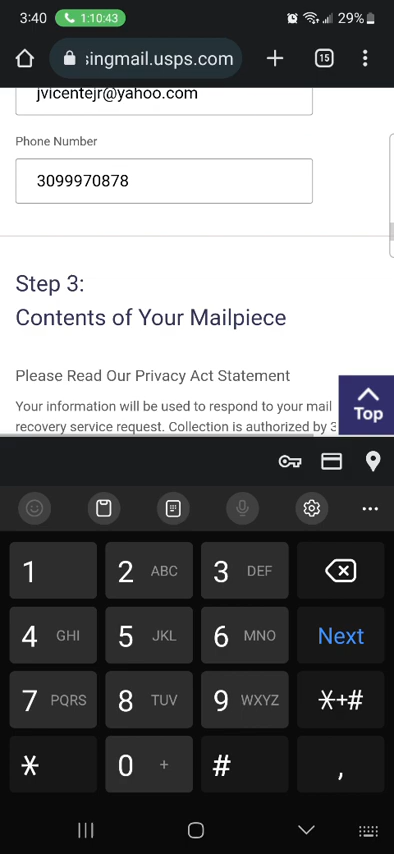 3:40 1:10:43 29%
singmail.usps.com 15
jvicentejr@yahoo.com
Phone Number
3099970878
Step 3:
Contents of Your Mailpiece
Please Read Our Privacy Act Statement
Your information will be used to respond to your mail
recovery service request. Collection is authorized by 3
Top
1 2 ABC 3 DEF
4 GHI 5 JKL 6 MNO Next
7 PQRS 8 TUV 9 WXYZ *+#
* 0 + # ,